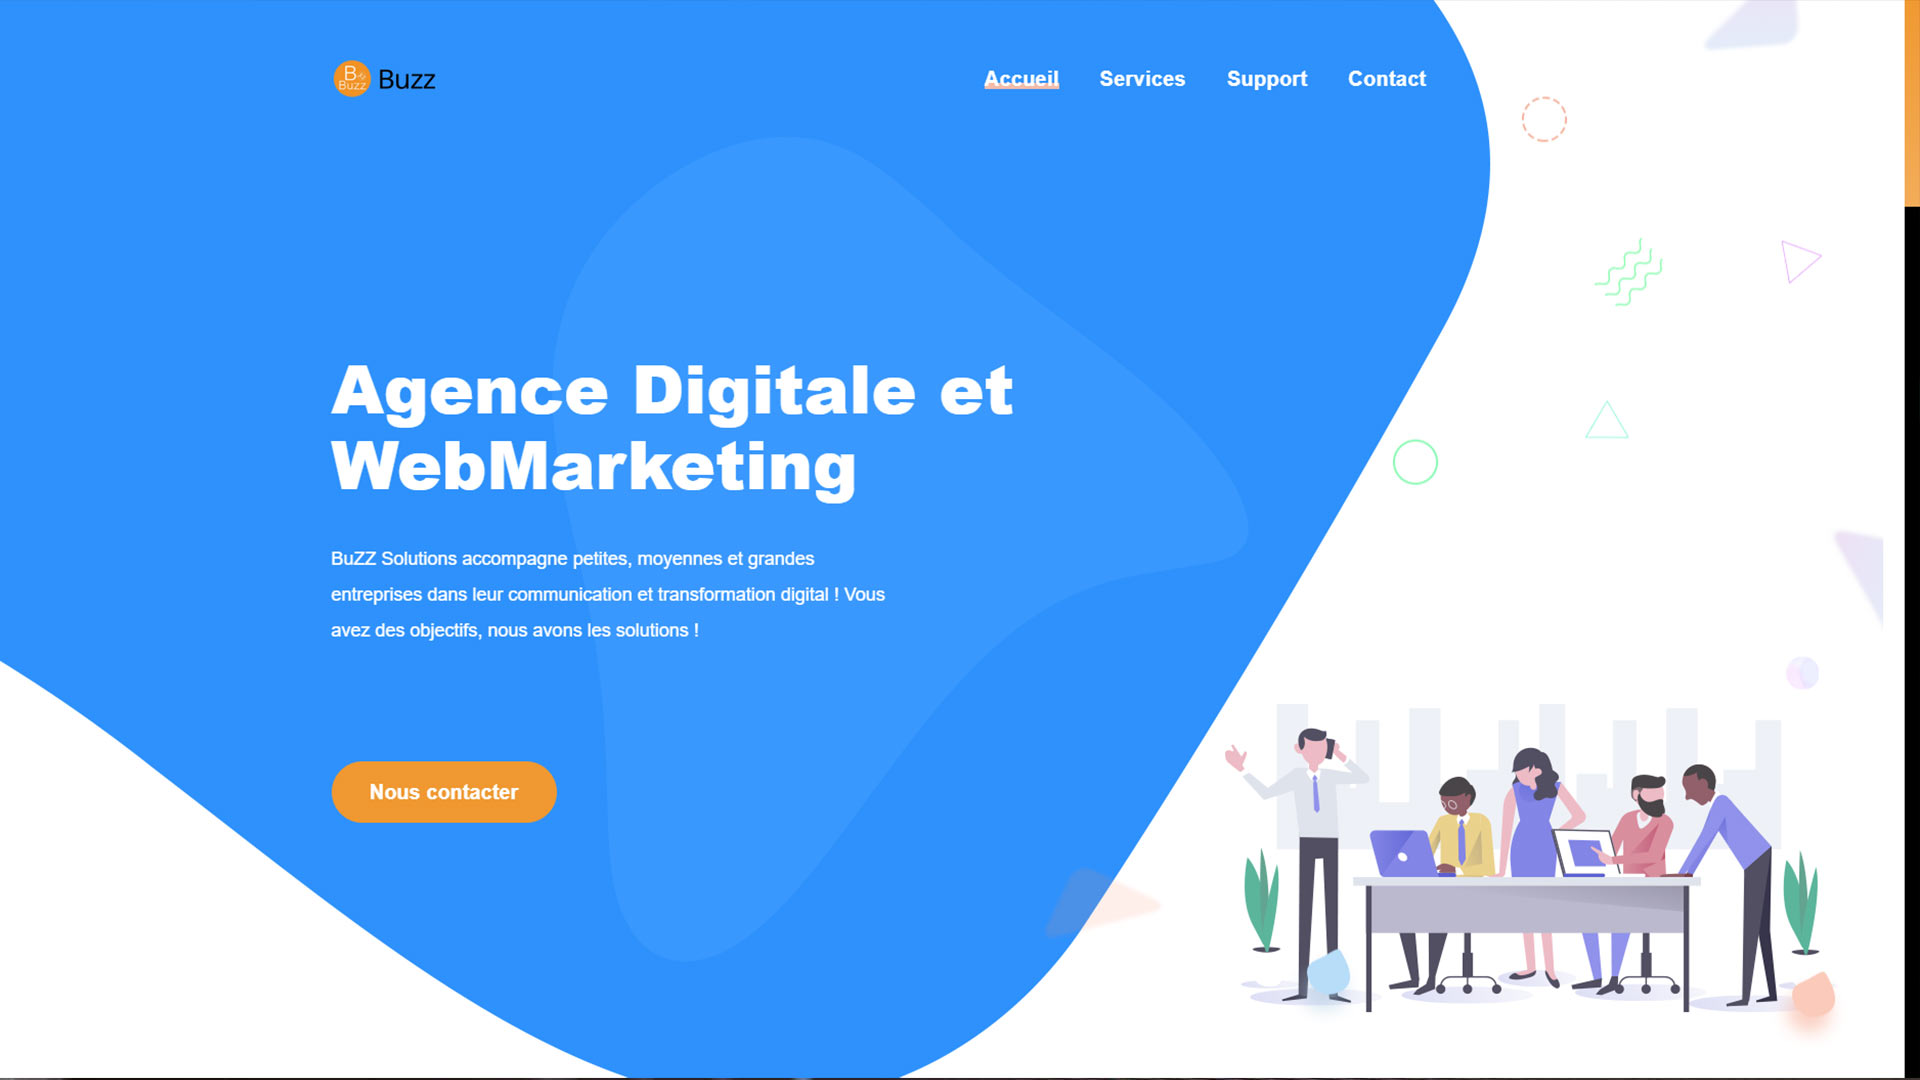 B
Buzz
Buzz
Accueil Services Support Contact
Agence Digitale et
WebMarketing
BuZZ Solutions accompagne petites, moyennes et grandes
entreprises dans leur communication et transformation digital ! Vous
avez des objectifs, nous avons les solutions !
Nous contacter